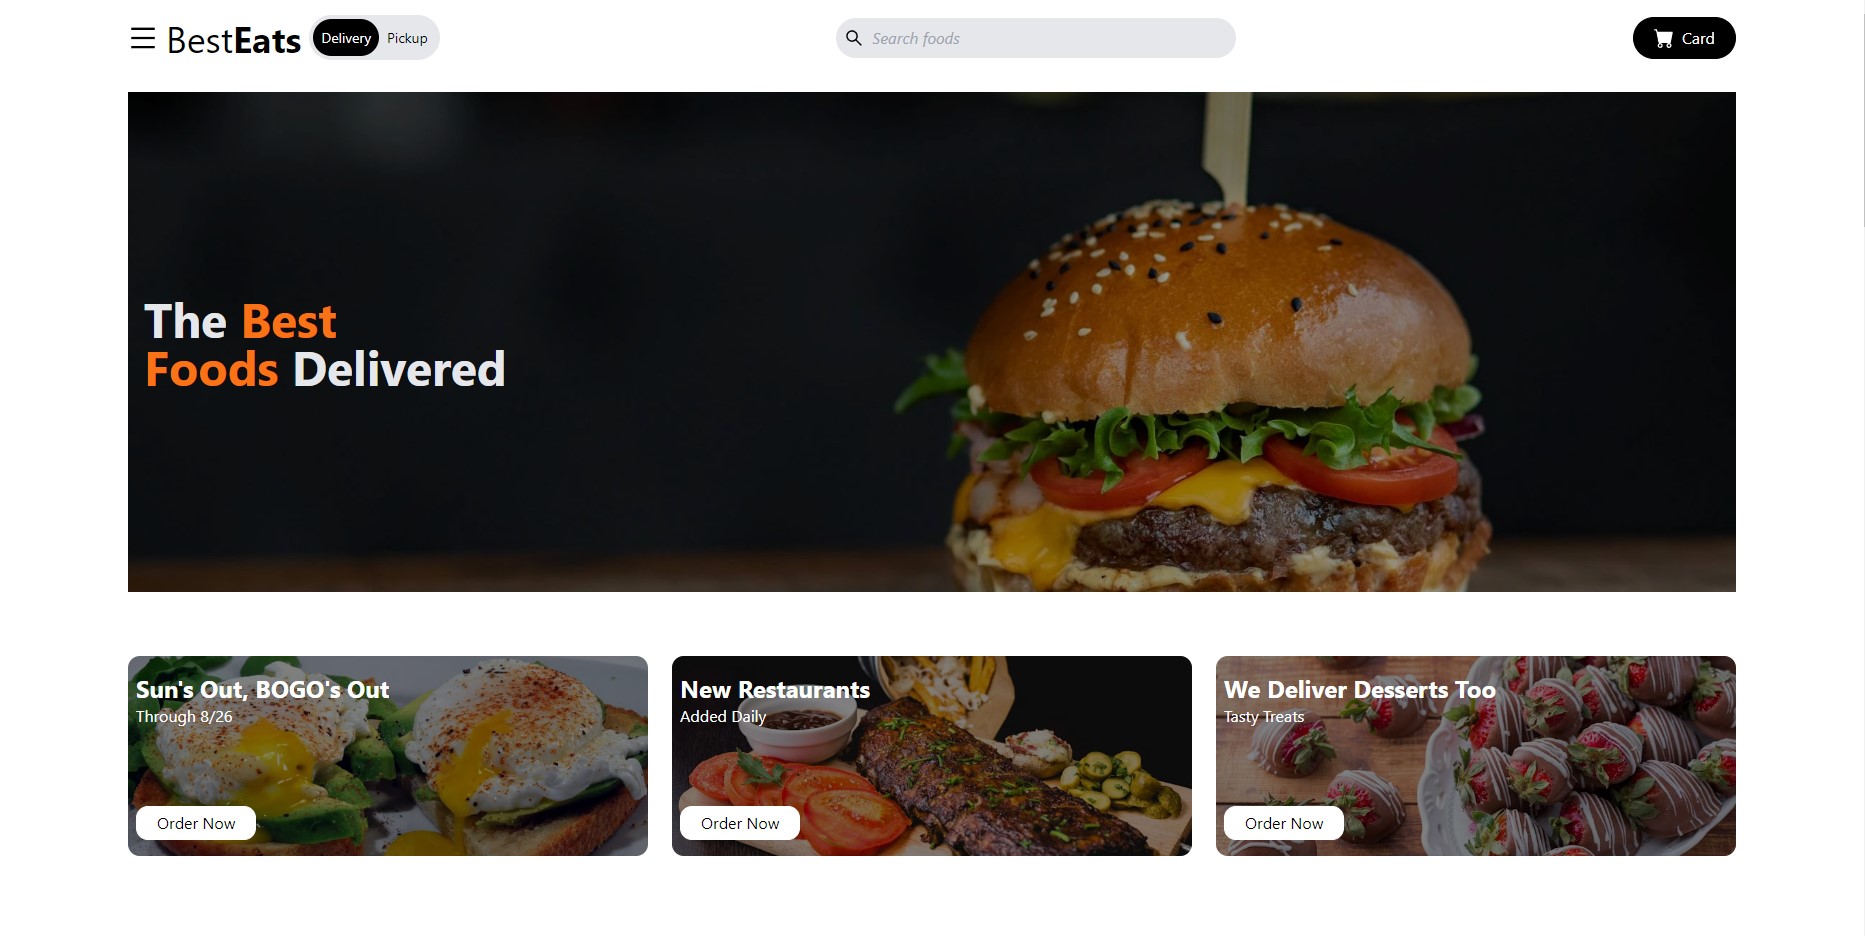 BestEats
Delivery Pickup
Search foods
Card
The Best
Foods Delivered
Sun's Out, BOGO's Out
Through 8/26
Order Now
New Restaurants
Added Daily
Order Now
We Deliver Desserts Too
Tasty Treats
Order Now